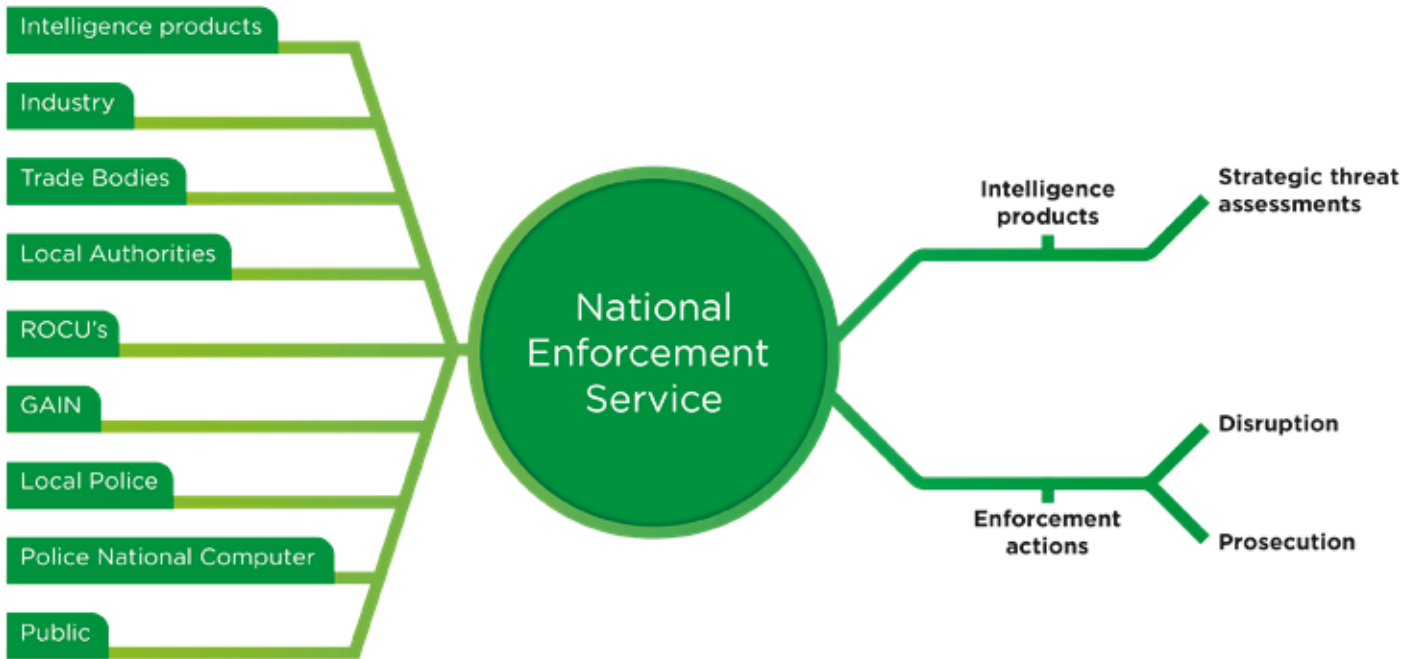 Intelligence products
Industry
Trade Bodies
Local Authorities
ROCU's
GAIN
Local Police
Police National Computer
Public
National
Enforcement
Service
Intelligence
products
Strategic threat
assessments
Enforcement
actions
Disruption
Prosecution